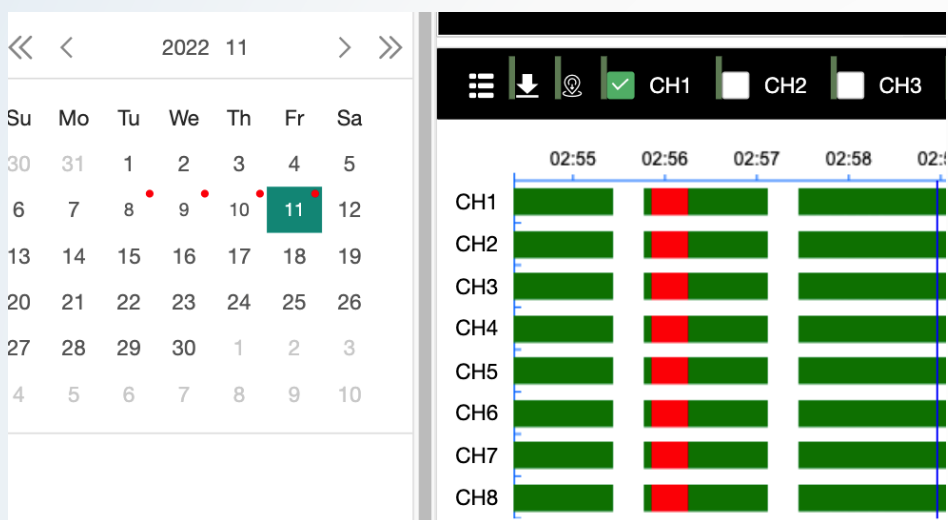 2022 11
Su Mo Tu We Th Fr Sa
30 31 1 2 3 4 5
6 7 8 9 10 11 12
13 14 15 16 17 18 19
20 21 22 23 24 25 26
27 28 29 30 1 2 3
4 5 6 7 8 9 10
CH1 CH2 CH3
02:55 02:56 02:57 02:58 02:
CH1
CH2
CH3
CH4
CH5
CH6
CH7
CH8